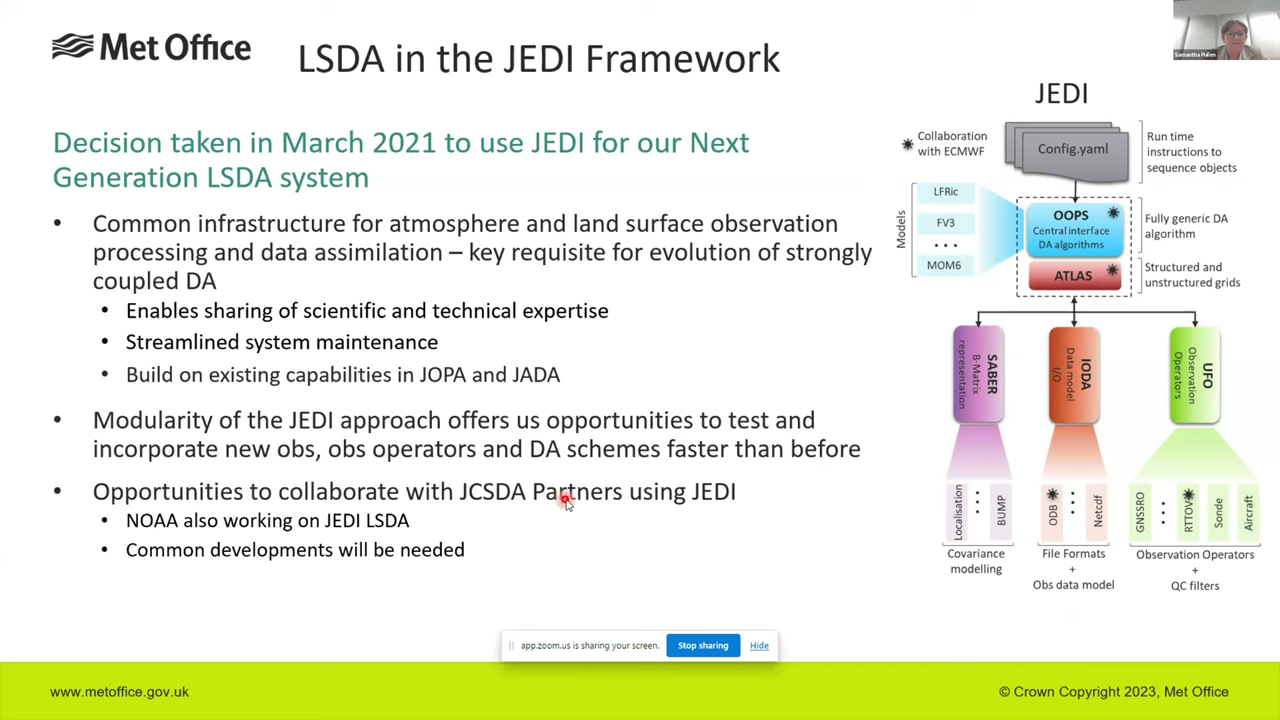 Met Office
LSDA in the JEDI Framework
Samantha Pullen
Decision taken in March 2021 to use JEDI for our Next
Generation LSDA system
• Common infrastructure for atmosphere and land surface observation
processing and data assimilation – key requisite for evolution of strongly
coupled DA
• Enables sharing of scientific and technical expertise
• Streamlined system maintenance
• Build on existing capabilities in JOPA and JADA
• Modularity of the JEDI approach offers us opportunities to test and
incorporate new obs, obs operators and DA schemes faster than before
• Opportunities to collaborate with JCSDA Partners using JEDI
• NOAA also working on JEDI LSDA
• Common developments will be needed
JEDI
Collaboration
with ECMWF
Config.yaml
Run time
instructions to
sequence objects
Models
LFRic
FV3
MOM6
OOPS
Central interface
DA algorithms
Fully generic DA
algorithm
ATLAS
Structured and
unstructured grids
SABER
B-Matrix
representation
IODA
Data model
I/O
UFO
Observation
Operators
Localisation
BUMP
ODB
Netcdf
GNSSRO
RTTOV
Sonde
Aircraft
Covariance
modelling
File Formats
+
Obs data model
Observation Operators
+
QC filters
app.zoom.us is sharing your screen.
Stop sharing
Hide
www.metoffice.gov.uk
© Crown Copyright 2023, Met Office